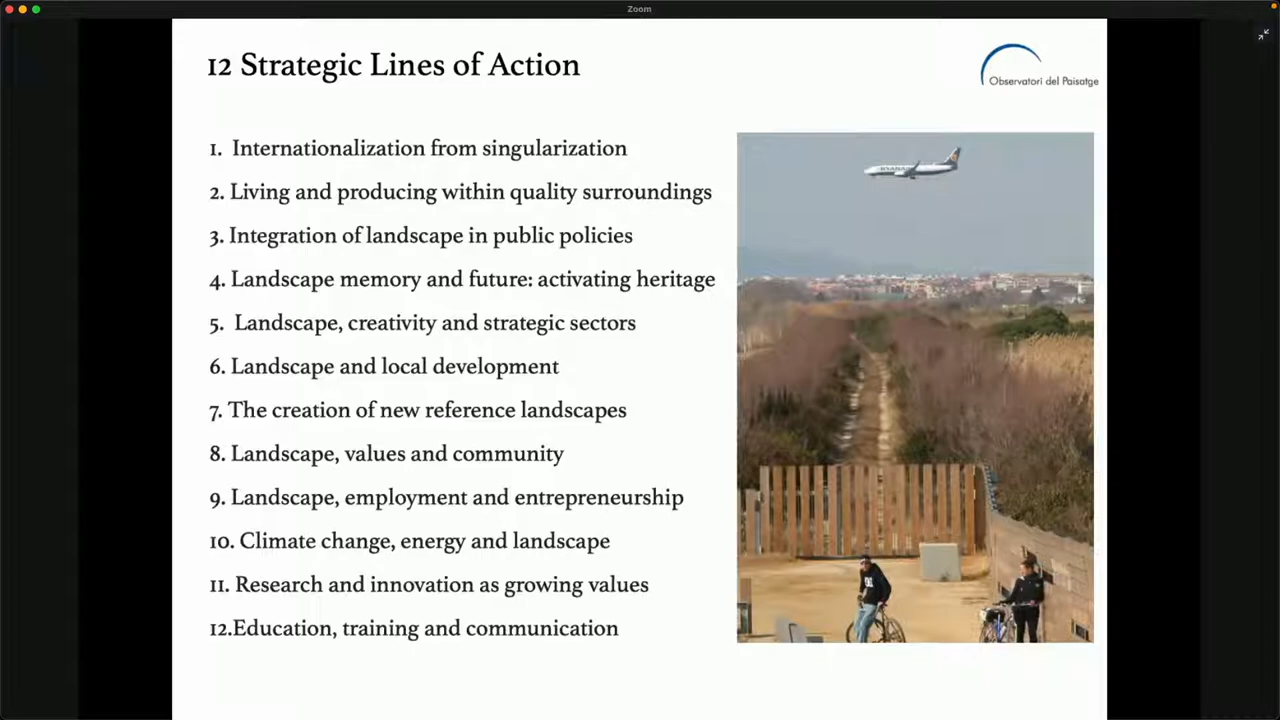 Zoom
12 Strategic Lines of Action
Observatori del Paisatge
1. Internationalization from singularization
2. Living and producing within quality surroundings
3. Integration of landscape in public policies
4. Landscape memory and future: activating heritage
5. Landscape, creativity and strategic sectors
6. Landscape and local development
7. The creation of new reference landscapes
8. Landscape, values and community
9. Landscape, employment and entrepreneurship
10. Climate change, energy and landscape
11. Research and innovation as growing values
12.Education, training and communication
RYANAIR